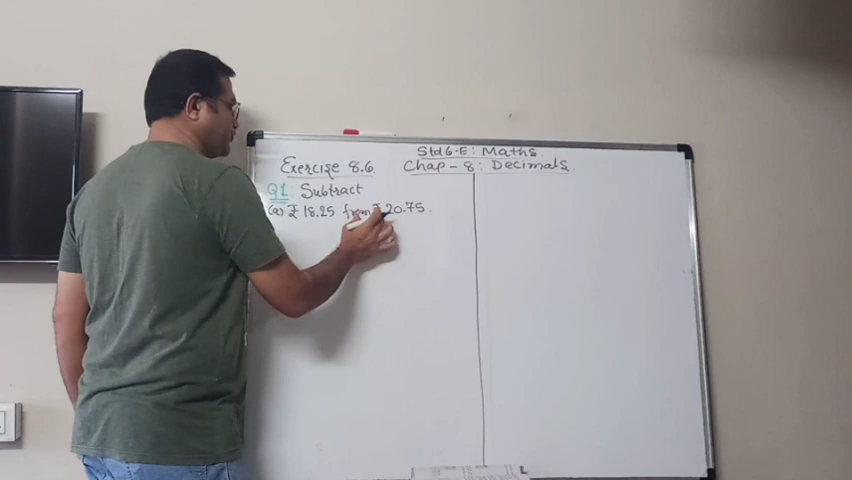 Std 6-E: Maths.
Exercise 8.6. Chap - 8: Decimals.
Q1. Subtract
(a) ₹ 18.25 from ₹ 20.75.